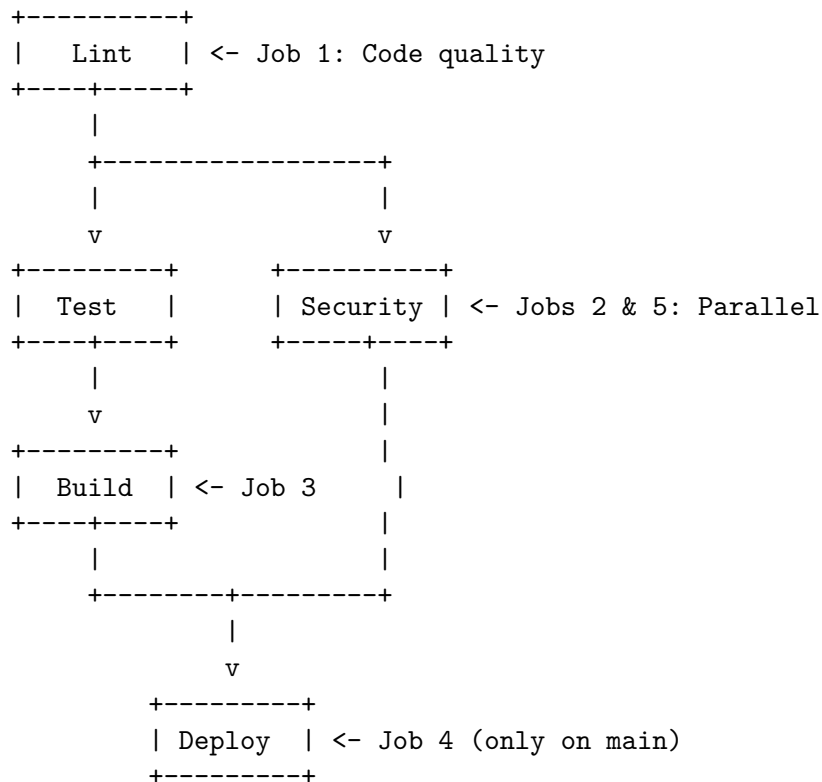 +----------+
|   Lint   | <- Job 1: Code quality
+----+-----+
     |
     +------------------+
     |                  |
     v                  v
+---------+      +----------+
|  Test   |      | Security | <- Jobs 2 & 5: Parallel
+----+----+      +-----+----+
     |                  |
     v                  |
+---------+             |
|  Build  | <- Job 3     |
+----+----+             |
     |                  |
     +--------+---------+
              |
              v
         +---------+
         | Deploy  | <- Job 4 (only on main)
         +---------+